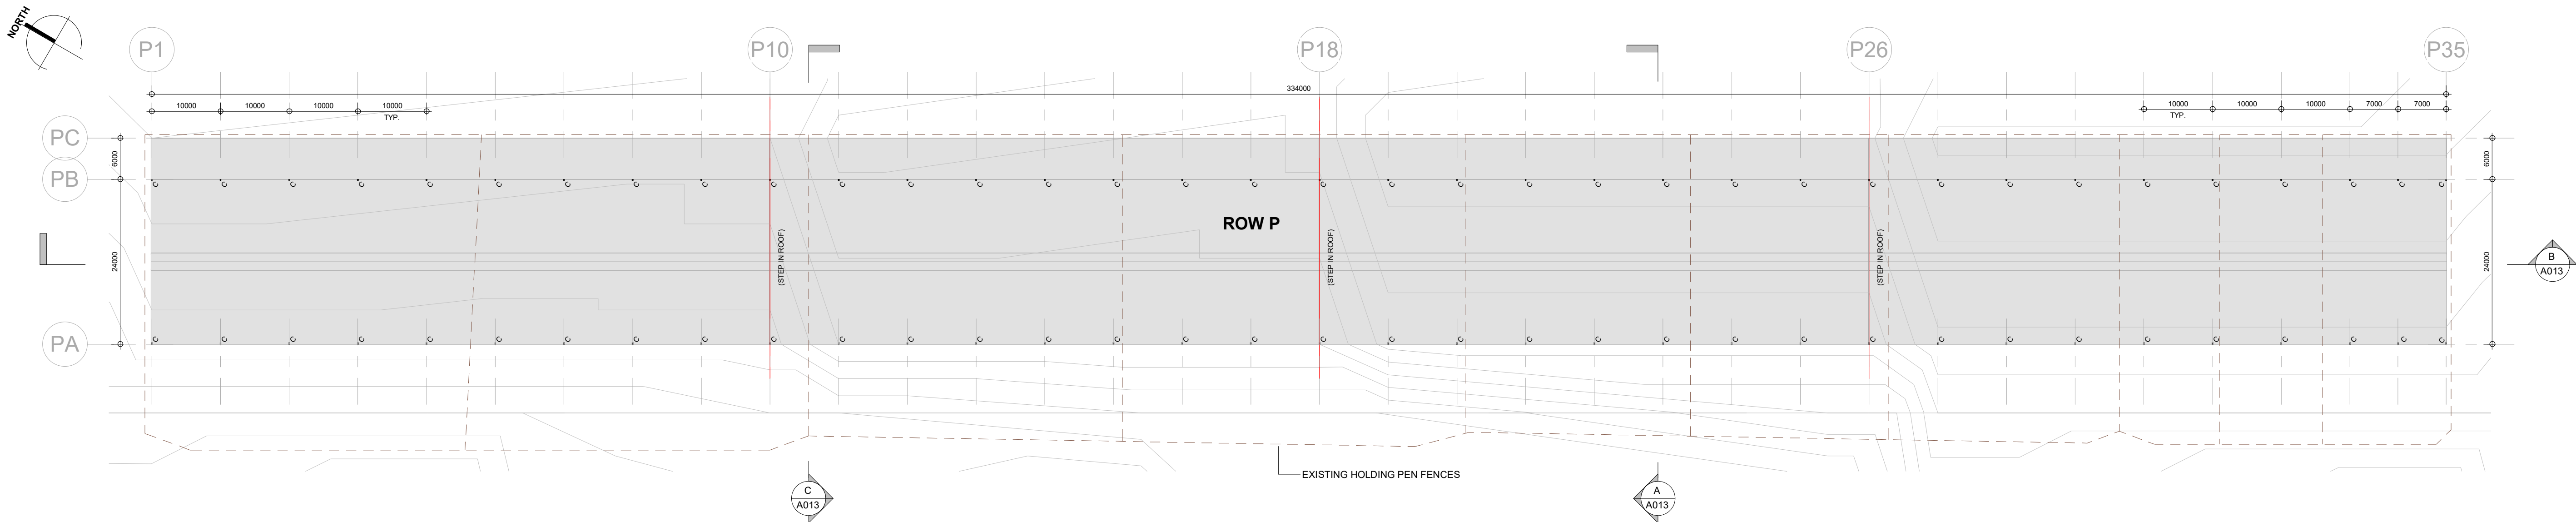 NORTH
P1
P10
P18
P26
P35
334000
10000
10000
10000
10000
TYP.
10000
10000
10000
7000
7000
TYP.
PC
6000
6000
PB
C C C C C C C C C C C C C C C C C C C C C C C C C C C C C C C C C C C
ROW P
24000
(STEP IN ROOF)
(STEP IN ROOF)
(STEP IN ROOF)
24000
B
A013
PA
C C C C C C C C C C C C C C C C C C C C C C C C C C C C C C C C C C C
EXISTING HOLDING PEN FENCES
C
A013
A
A013